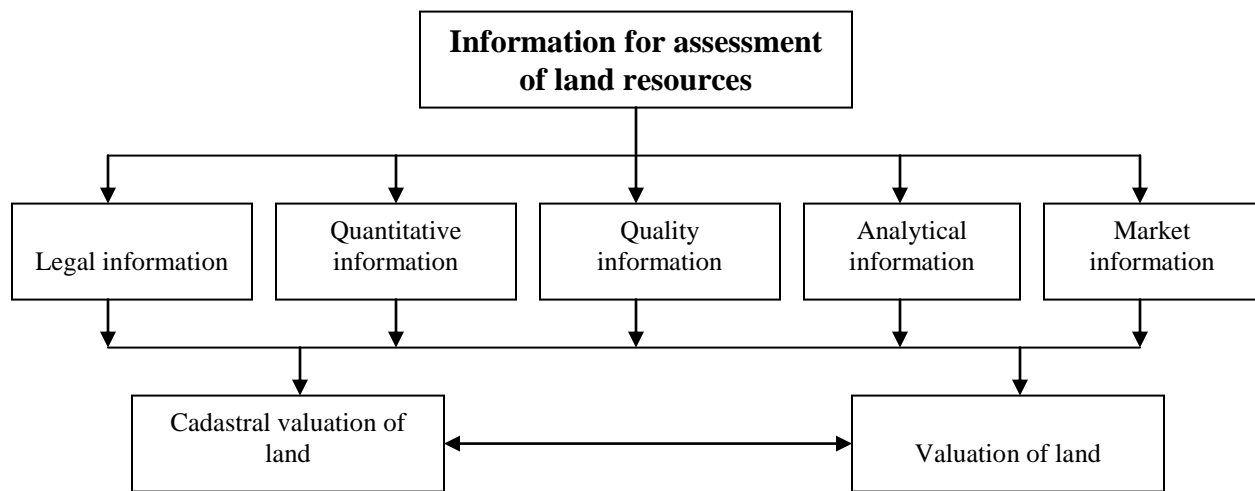 Information for assessment
of land resources
Legal information
Quantitative
information
Quality
information
Analytical
information
Market
information
Cadastral valuation of
land
Valuation of land